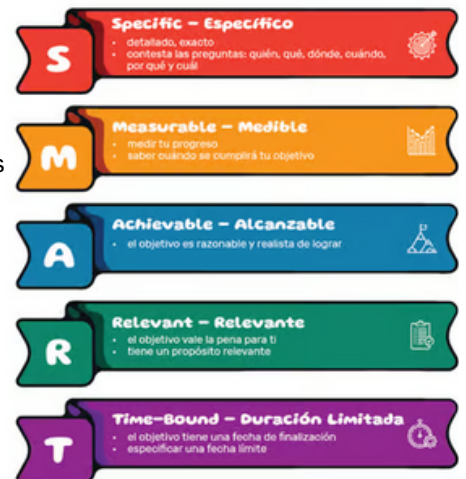 S
Specific – Específico
• detallado, exacto
• contesta las preguntas: quién, qué, dónde, cuándo,
por qué y cuál
M
Measurable – Medible
• medir tu progreso
• saber cuándo se cumplirá tu objetivo
s
A
Achievable – Alcanzable
• el objetivo es razonable y realista de lograr
R
Relevant – Relevante
• el objetivo vale la pena para ti
• tiene un propósito relevante
T
Time-Bound – Duración Limitada
• el objetivo tiene una fecha de finalización
• especificar una fecha límite